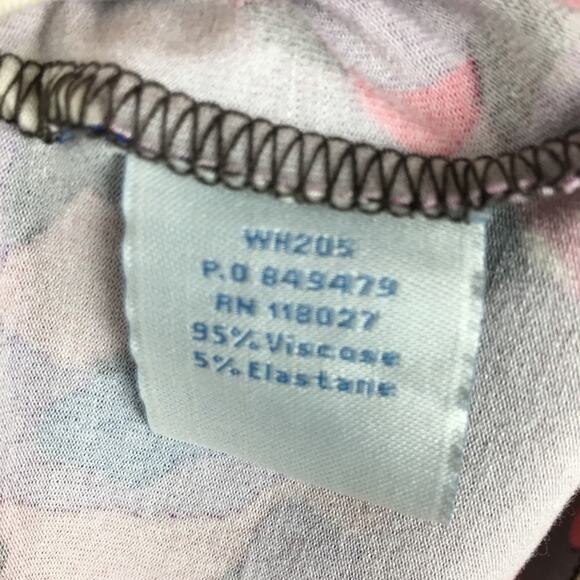 WH205
P.O 849479
RN 118027
95% Viscose
5% Elastane